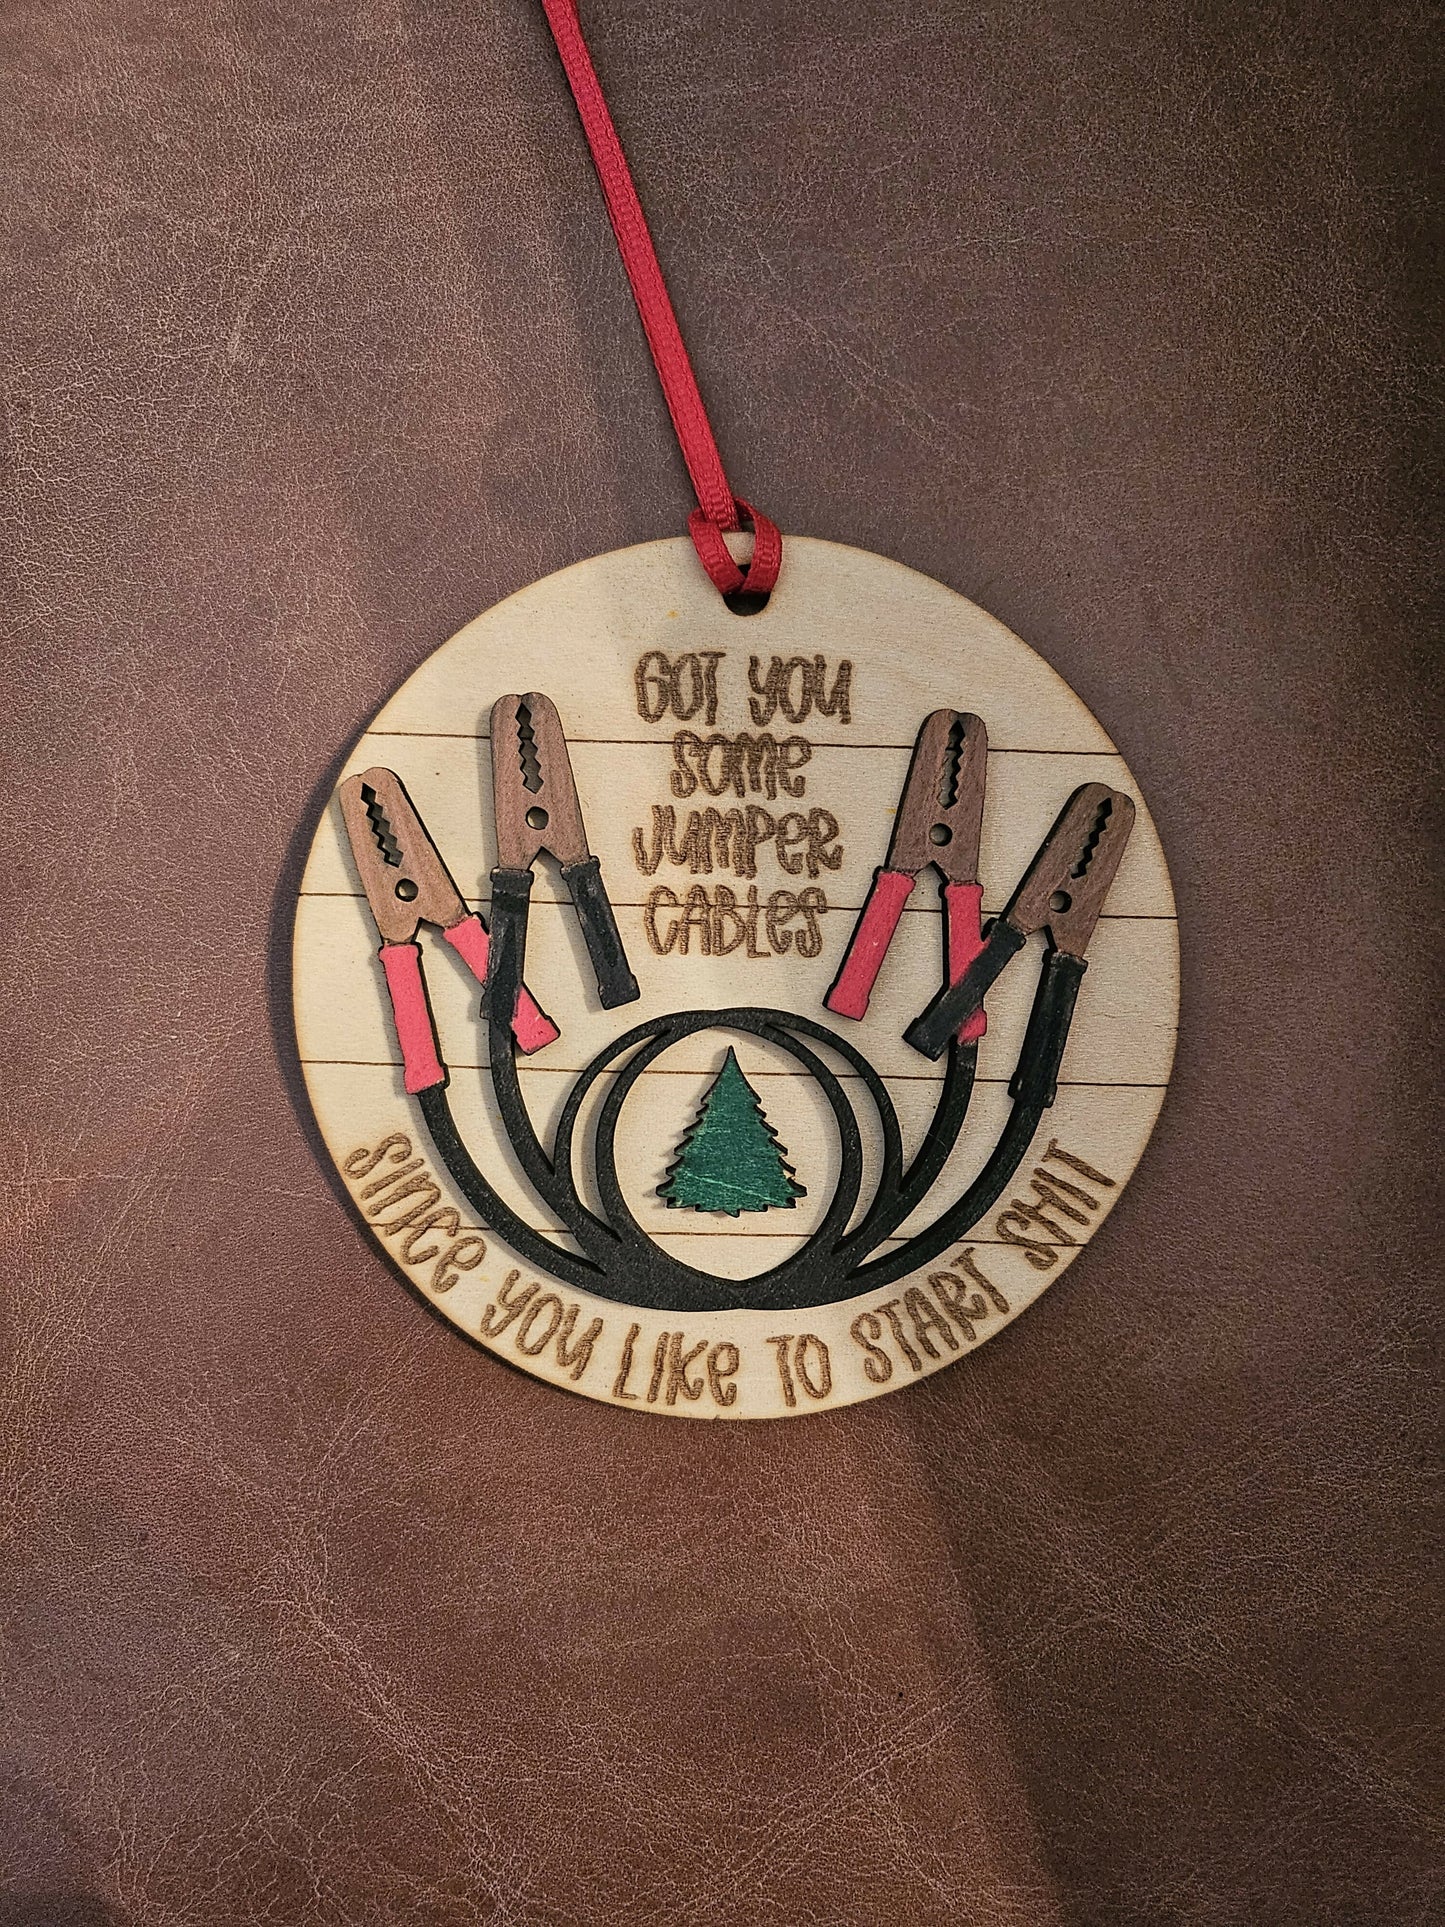 GOT YOU
SOME
JUMPER
CABLES
SINCE YOU LIKE TO START SHIT